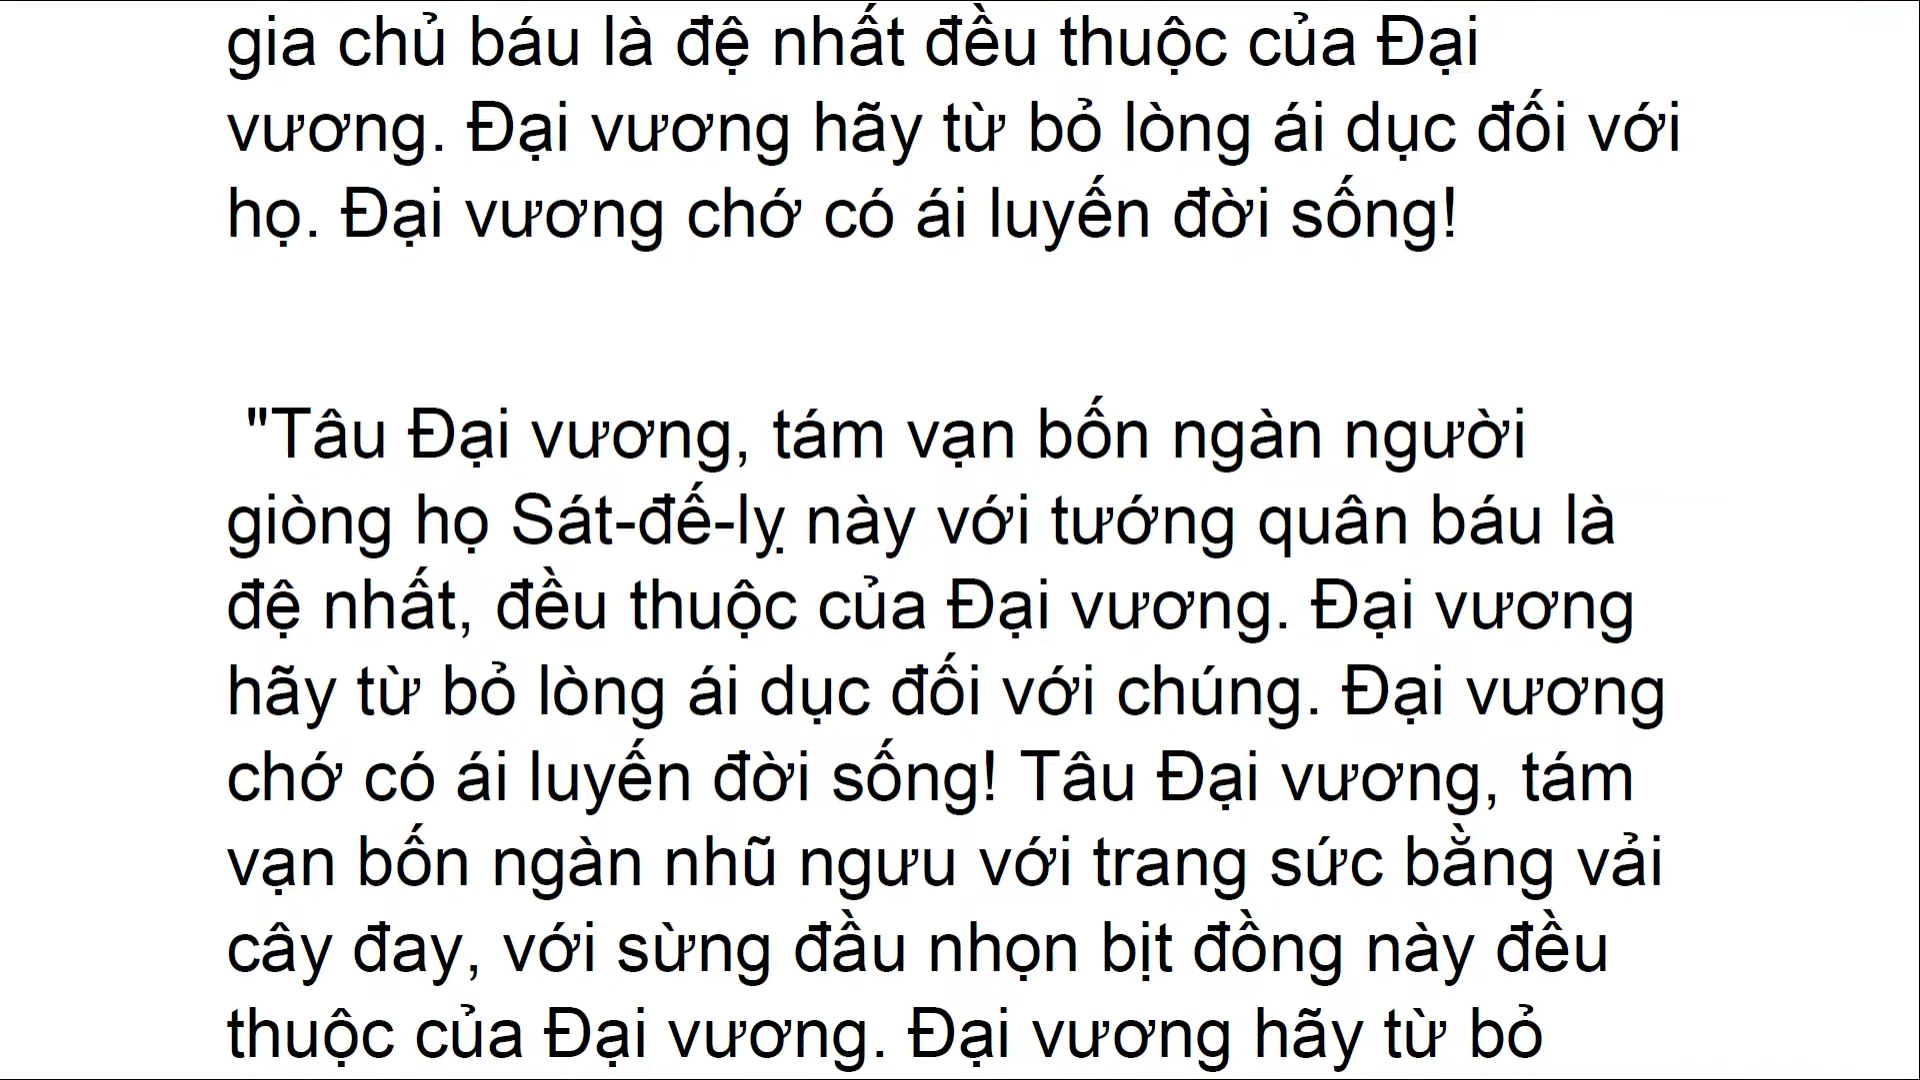 gia chủ báu là đệ nhất đều thuộc của Đại
vương. Đại vương hãy từ bỏ lòng ái dục đối với
họ. Đại vương chớ có ái luyến đời sống!
"Tâu Đại vương, tám vạn bốn ngàn người
giòng họ Sát-đế-lỵ này với tướng quân báu là
đệ nhất, đều thuộc của Đại vương. Đại vương
hãy từ bỏ lòng ái dục đối với chúng. Đại vương
chớ có ái luyến đời sống! Tâu Đại vương, tám
vạn bốn ngàn nhũ ngưu với trang sức bằng vải
cây đay, với sừng đầu nhọn bịt đồng này đều
thuộc của Đại vương. Đại vương hãy từ bỏ